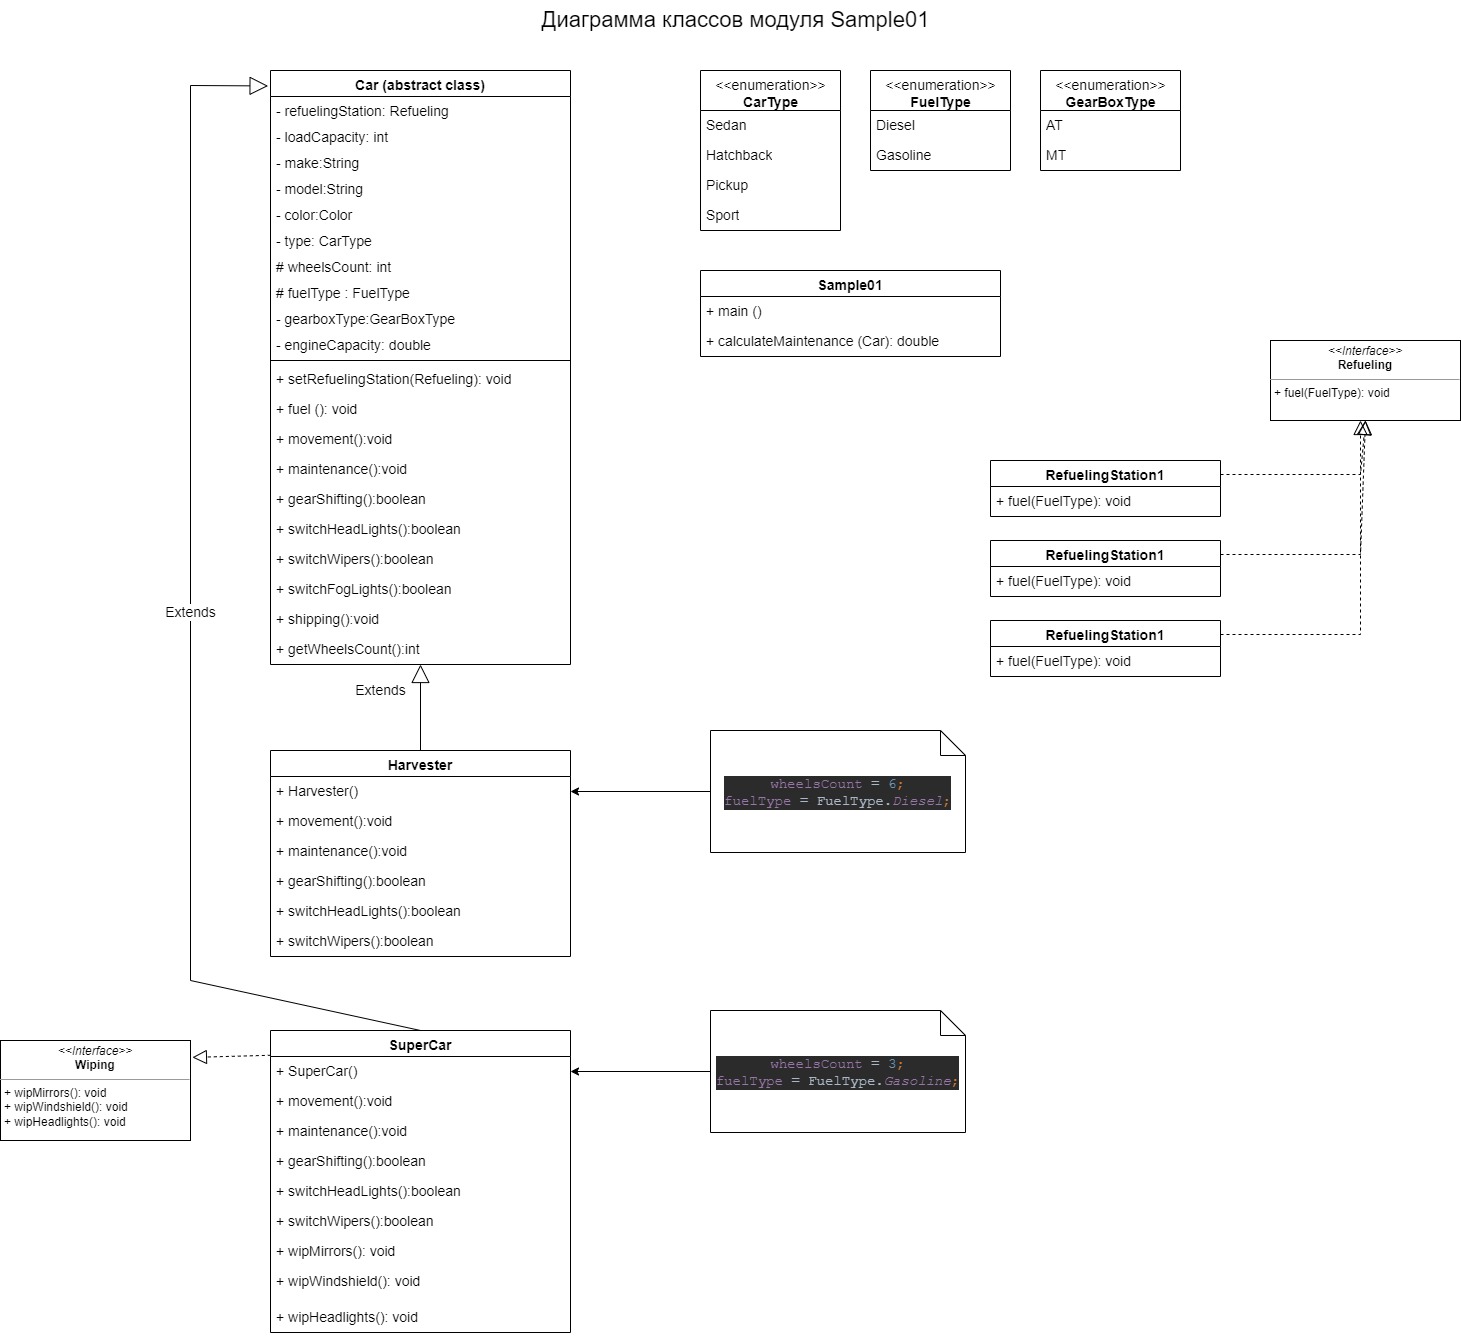 Диаграмма классов модуля Sample01
Car (abstract class)
- refuelingStation: Refueling
- loadCapacity: int
- make:String
- model:String
- color:Color
- type: CarType
# wheelsCount: int
# fuelType : FuelType
- gearboxType:GearBoxType
- engineCapacity: double
+ setRefuelingStation(Refueling): void
+ fuel (): void
+ movement():void
+ maintenance():void
+ gearShifting():boolean
+ switchHeadLights():boolean
+ switchWipers():boolean
+ switchFogLights():boolean
+ shipping():void
+ getWheelsCount():int
<<enumeration>>
CarType
Sedan
Hatchback
Pickup
Sport
<<enumeration>>
FuelType
Diesel
Gasoline
<<enumeration>>
GearBoxType
AT
MT
Sample01
+ main ()
+ calculateMaintenance (Car): double
<<Interface>>
Refueling
+ fuel(FuelType): void
RefuelingStation1
+ fuel(FuelType): void
RefuelingStation1
+ fuel(FuelType): void
RefuelingStation1
+ fuel(FuelType): void
Extends
Extends
Harvester
+ Harvester()
+ movement():void
+ maintenance():void
+ gearShifting():boolean
+ switchHeadLights():boolean
+ switchWipers():boolean
wheelsCount = 6;
fuelType = FuelType.Diesel;
<<Interface>>
Wiping
+ wipMirrors(): void
+ wipWindshield(): void
+ wipHeadlights(): void
SuperCar
+ SuperCar()
+ movement():void
+ maintenance():void
+ gearShifting():boolean
+ switchHeadLights():boolean
+ switchWipers():boolean
+ wipMirrors(): void
+ wipWindshield(): void
+ wipHeadlights(): void
wheelsCount = 3;
fuelType = FuelType.Gasoline;